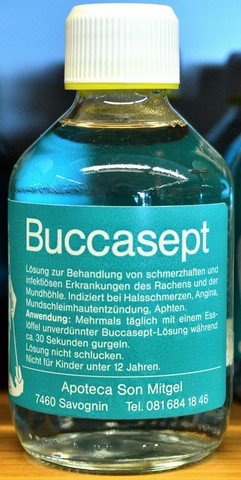 Buccasept
Lösung zur Behandlung von schmerzhaften und
infektiösen Erkrankungen des Rachens und der
Mundhöhle. Indiziert bei Halsschmerzen, Angina,
Mundschleimhautentzündung, Aphten.
Anwendung: Mehrmals täglich mit einem Ess-
löffel unverdünnter Buccasept-Lösung während
ca. 30 Sekunden gurgeln.
Lösung nicht schlucken.
Nicht für Kinder unter 12 Jahren.
Apoteca Son Mitgel
7460 Savognin Tel. 081 684 18 46